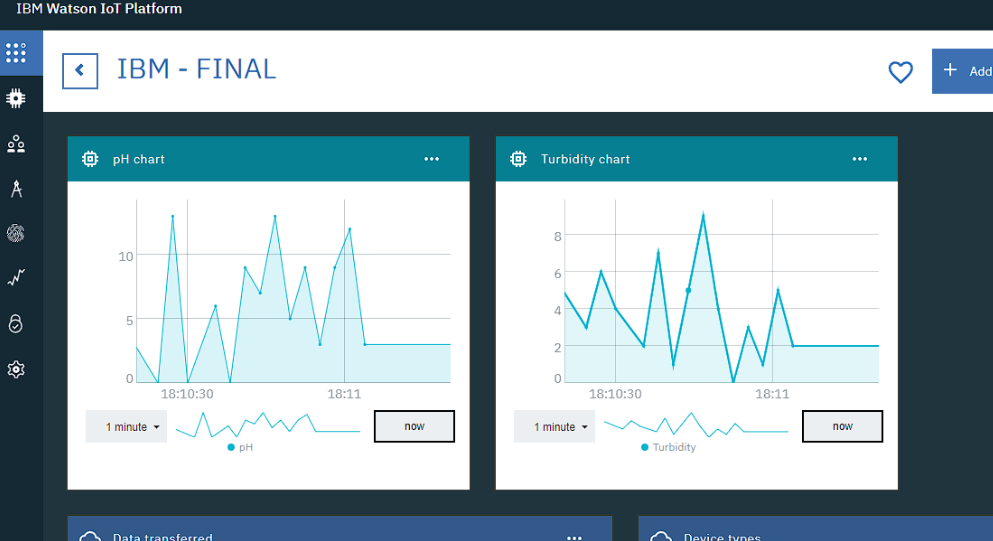 IBM Watson IoT Platform
IBM - FINAL
+ Add
pH chart
10
5
0
18:10:30
18:11
1 minute
now
pH
Turbidity chart
8
6
4
2
0
18:10:30
18:11
1 minute
now
Turbidity
Data transferred
Device types